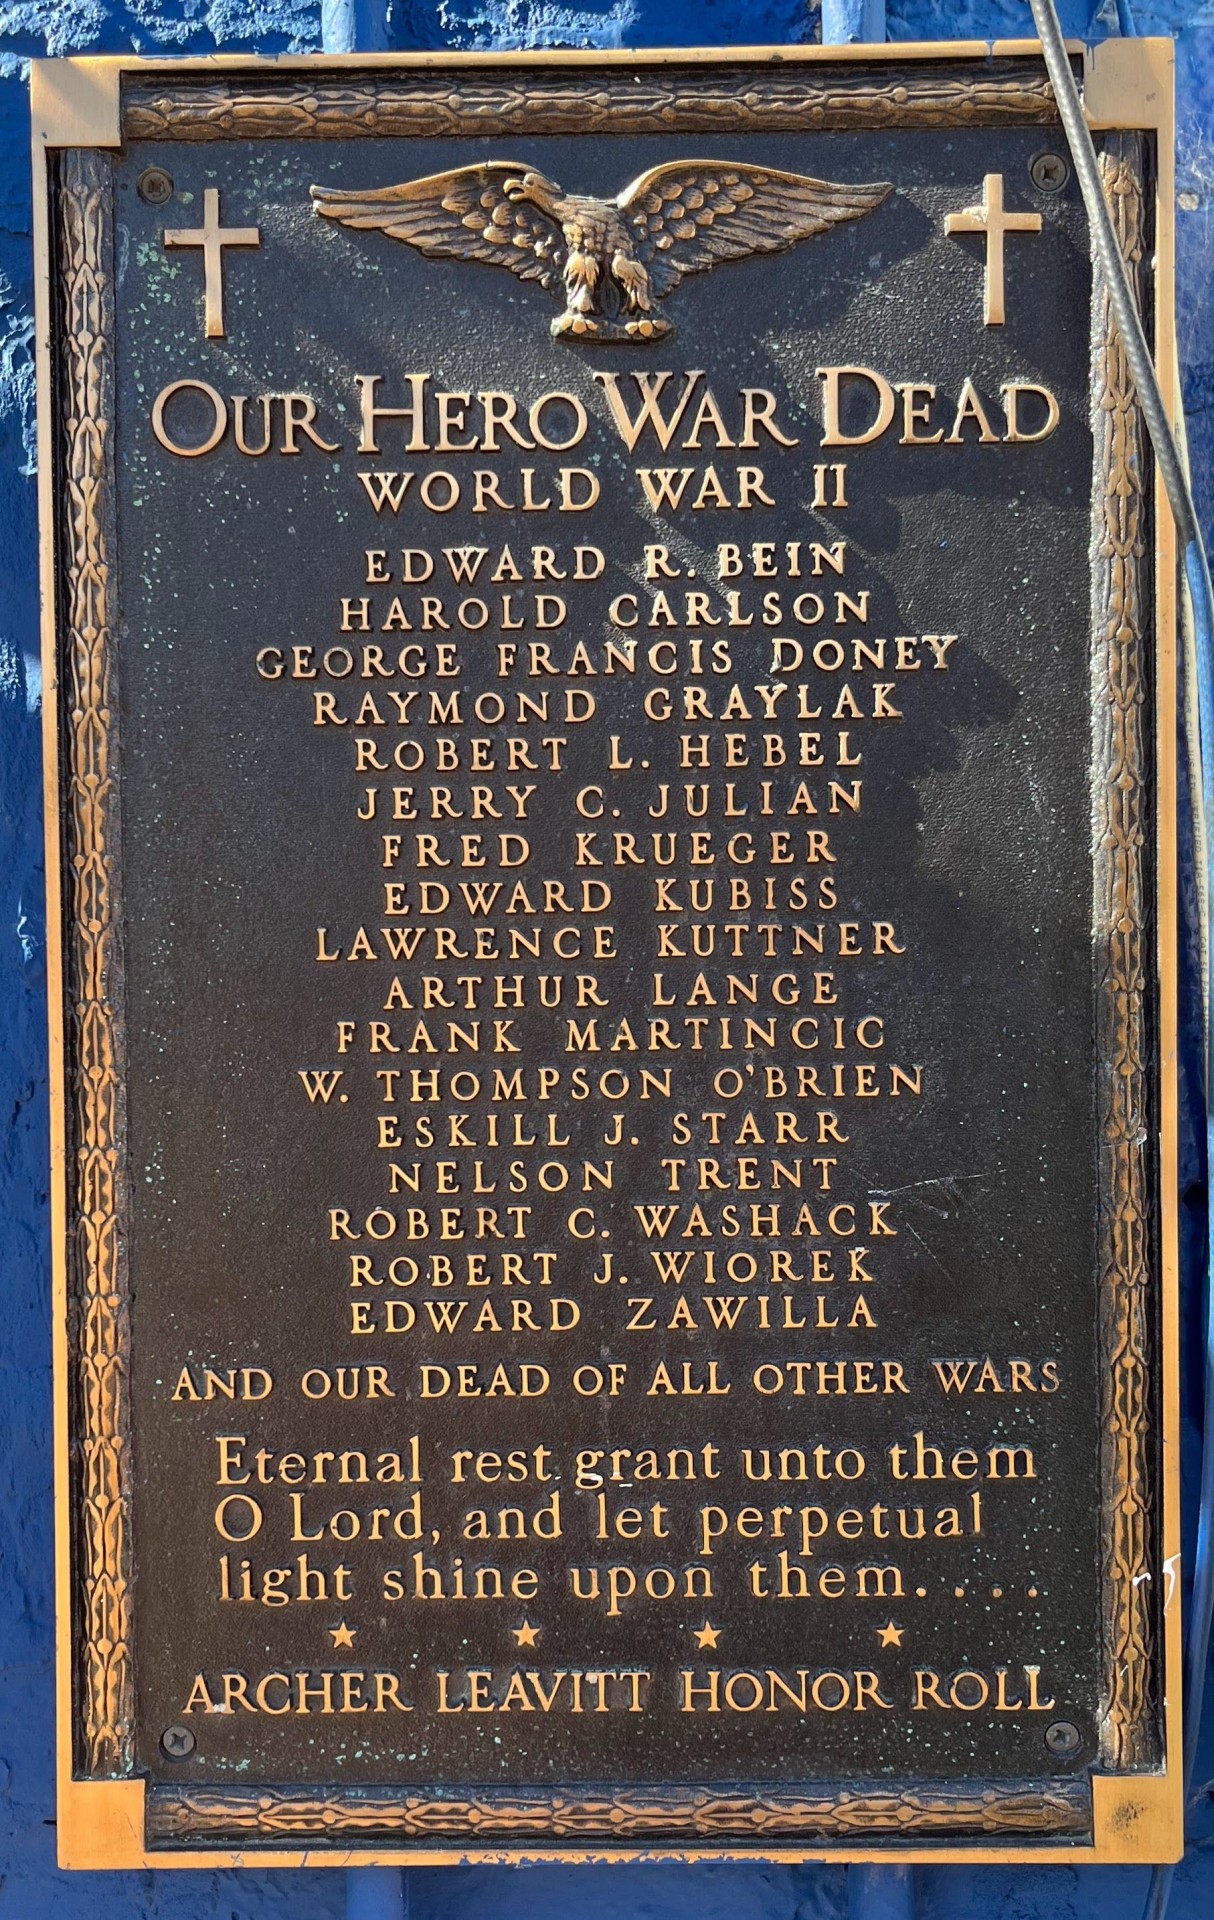 OUR HERO WAR DEAD
WORLD WAR II
EDWARD R. BEIN
HAROLD CARLSON
GEORGE FRANCIS DONEY
RAYMOND GRAYLAK
ROBERT L. HEBEL
JERRY C. JULIAN
FRED KRUEGER
EDWARD KUBISS
LAWRENCE KUTTNER
ARTHUR LANGE
FRANK MARTINCIC
W. THOMPSON O'BRIEN
ESKILL J. STARR
NELSON TRENT
ROBERT C. WASHACK
ROBERT J. WIOREK
EDWARD ZAWILLA
AND OUR DEAD OF ALL OTHER WARS
Eternal rest grant unto them
O Lord, and let perpetual
light shine upon them....
ARCHER LEAVITT HONOR ROLL